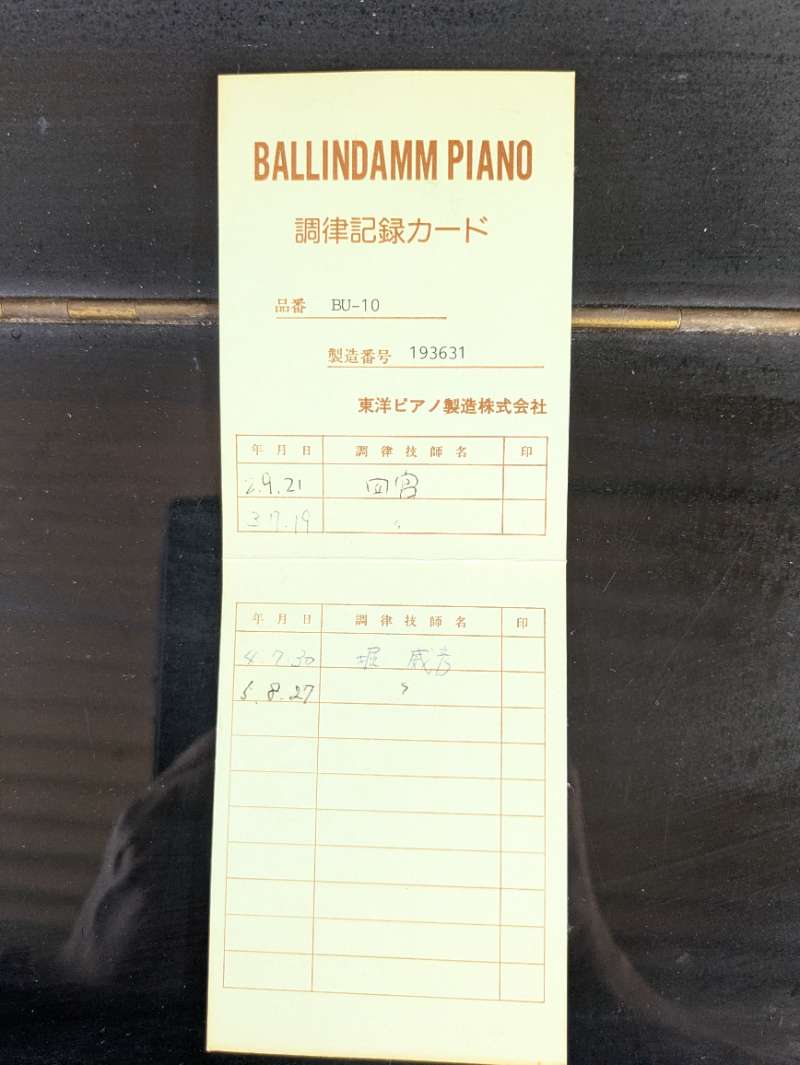 BALLINDAMM PIANO
調律記録カード
品番 BU-10
製造番号 193631
東洋ピアノ製造株式会社
年月日 調律技師名 印
2.9.21 四宮
3 7.19 〃
年月日 調律技師名 印
4.7.30 堀
5.8.27 〃